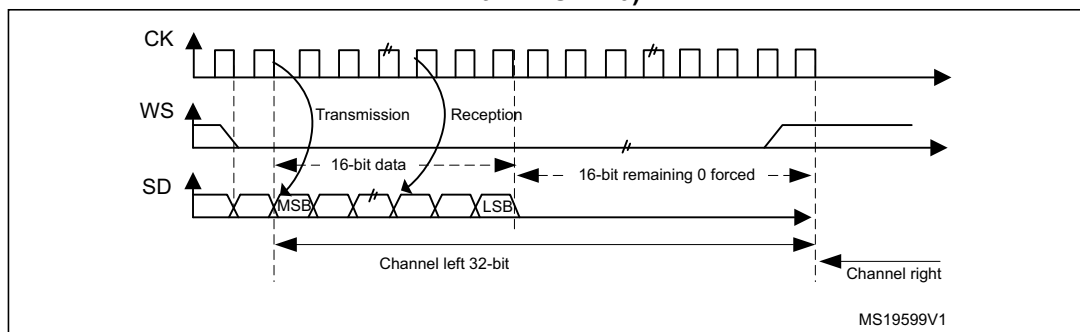 CK
WS
Transmission
Reception
16-bit data
16-bit remaining 0 forced
SD
MSB
LSB
Channel left 32-bit
Channel right
MS19599V1